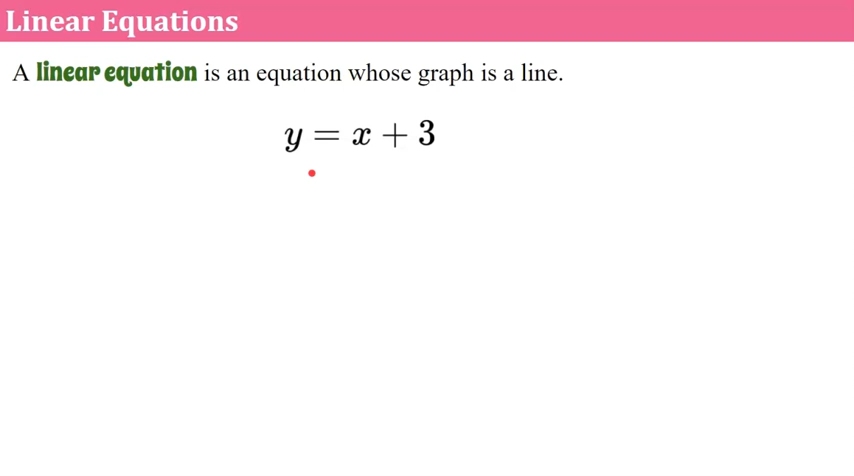 Linear Equations
A linear equation is an equation whose graph is a line.
y = x + 3